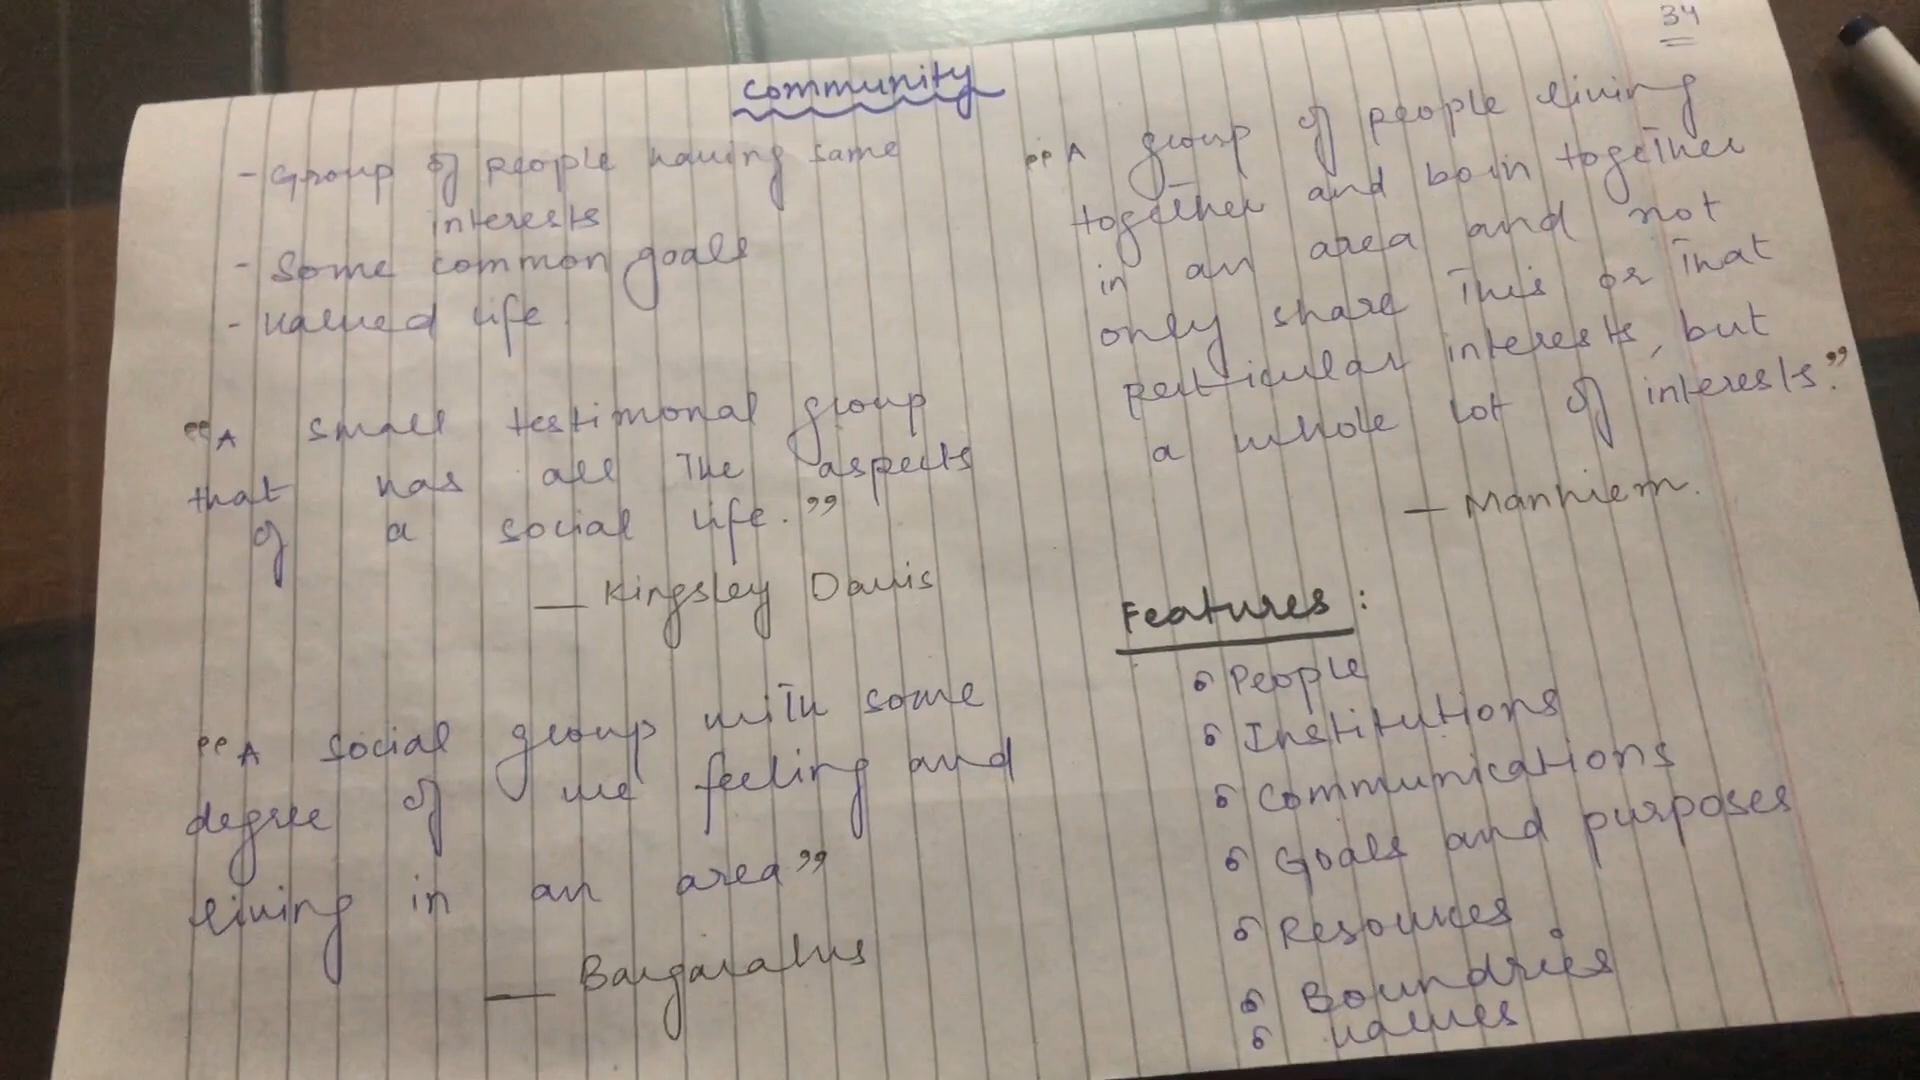 34
Community
- Group of people having same
interests
- Some common goals
- Valued life
"A small testimonal group
that has all the aspects
of a social life."
— Kingsley Davis
"A social group with some
degree of we feeling and
living in an area"
— Bargaralus
"A group of people living
together and born together
in an area and not
only share this or that
perticular interests, but
a whole lot of interests."
— Manhiem.
Features :
People
Institutions
Communications
Goals and purposes
Resources
Boundries
Values